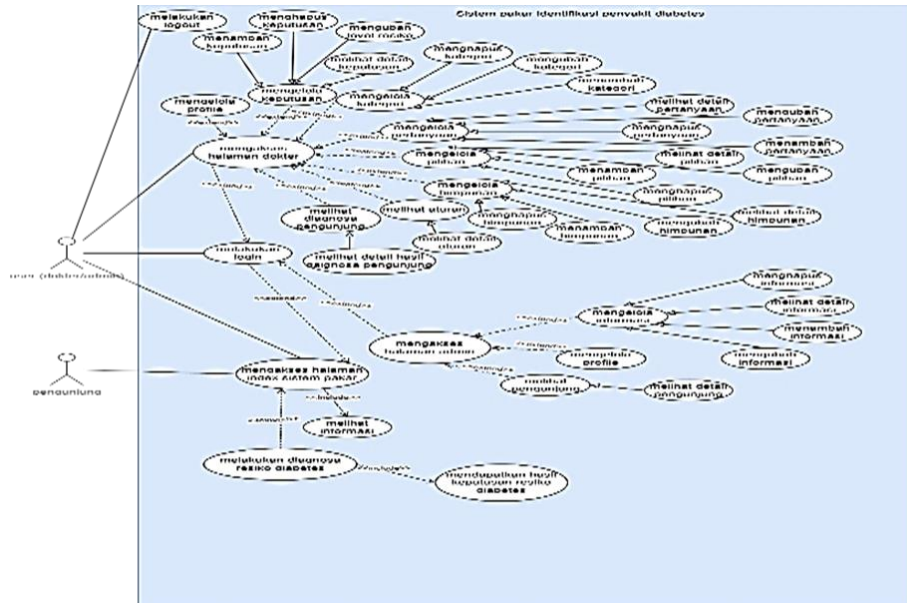 Sistem pakar identifikasi penyakit diabetes
melakukan
logout
menghapus
keputusan
mengubah
level resiko
menambah
keputusan
melihat detail
keputusan
menghapus
kategori
mengubah
kategori
menambah
kategori
mengelola
keputusan
mengelola
kategori
mengelola
profile
melihat detail
pertanyaan
mengubah
pertanyaan
mengelola
pertanyaan
menghapus
pertanyaan
menambah
pertanyaan
mengakses
halaman dokter
mengelola
pilihan
melihat detail
pilihan
menambah
pilihan
mengubah
pilihan
mengelola
himpunan
menghapus
pilihan
melihat
diagnosa
pengunjung
melihat aturan
menghapus
himpunan
menambah
himpunan
mengubah
himpunan
melihat detail
himpunan
melihat detail
aturan
melakukan
login
melihat detail hasil
daignosa pengunjung
user (dokter/admin)
menghapus
informasi
melihat detail
informasi
mengelola
informasi
menambah
informasi
mengubah
informasi
mengakses
halaman admin
mengelola
profile
melihat
pengunjung
melihat detail
pengunjung
mengakses halaman
index sistem pakar
pengunjung
melihat
informasi
melakukan diagnosa
resiko diabetes
mendapatkan hasil
keputusan resiko
diabetes